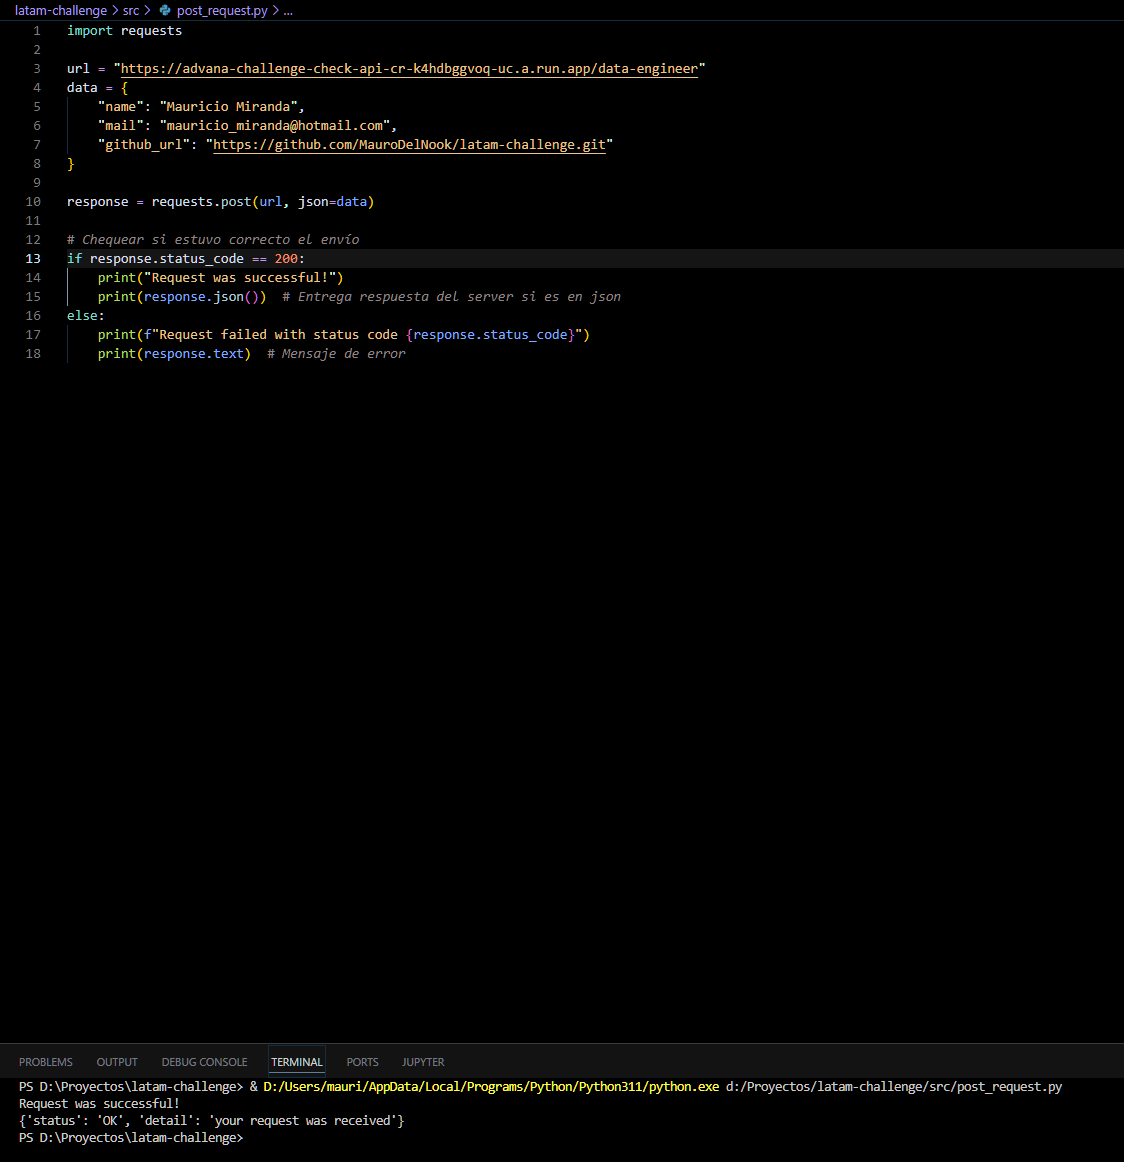 latam-challenge > src > post_request.py > ...
1 import requests
2
3 url = "https://advana-challenge-check-api-cr-k4hdbggvoq-uc.a.run.app/data-engineer"
4 data = {
5     "name": "Mauricio Miranda",
6     "mail": "mauricio_miranda@hotmail.com",
7     "github_url": "https://github.com/MauroDelNook/latam-challenge.git"
8 }
9
10 response = requests.post(url, json=data)
11
12 # Chequear si estuvo correcto el envío
13 if response.status_code == 200:
14     print("Request was successful!")
15     print(response.json())  # Entrega respuesta del server si es en json
16 else:
17     print(f"Request failed with status code {response.status_code}")
18     print(response.text)  # Mensaje de error
PROBLEMS OUTPUT DEBUG CONSOLE TERMINAL PORTS JUPYTER
PS D:\Proyectos\latam-challenge> & D:/Users/mauri/AppData/Local/Programs/Python/Python311/python.exe d:/Proyectos/latam-challenge/src/post_request.py
Request was successful!
{'status': 'OK', 'detail': 'your request was received'}
PS D:\Proyectos\latam-challenge>